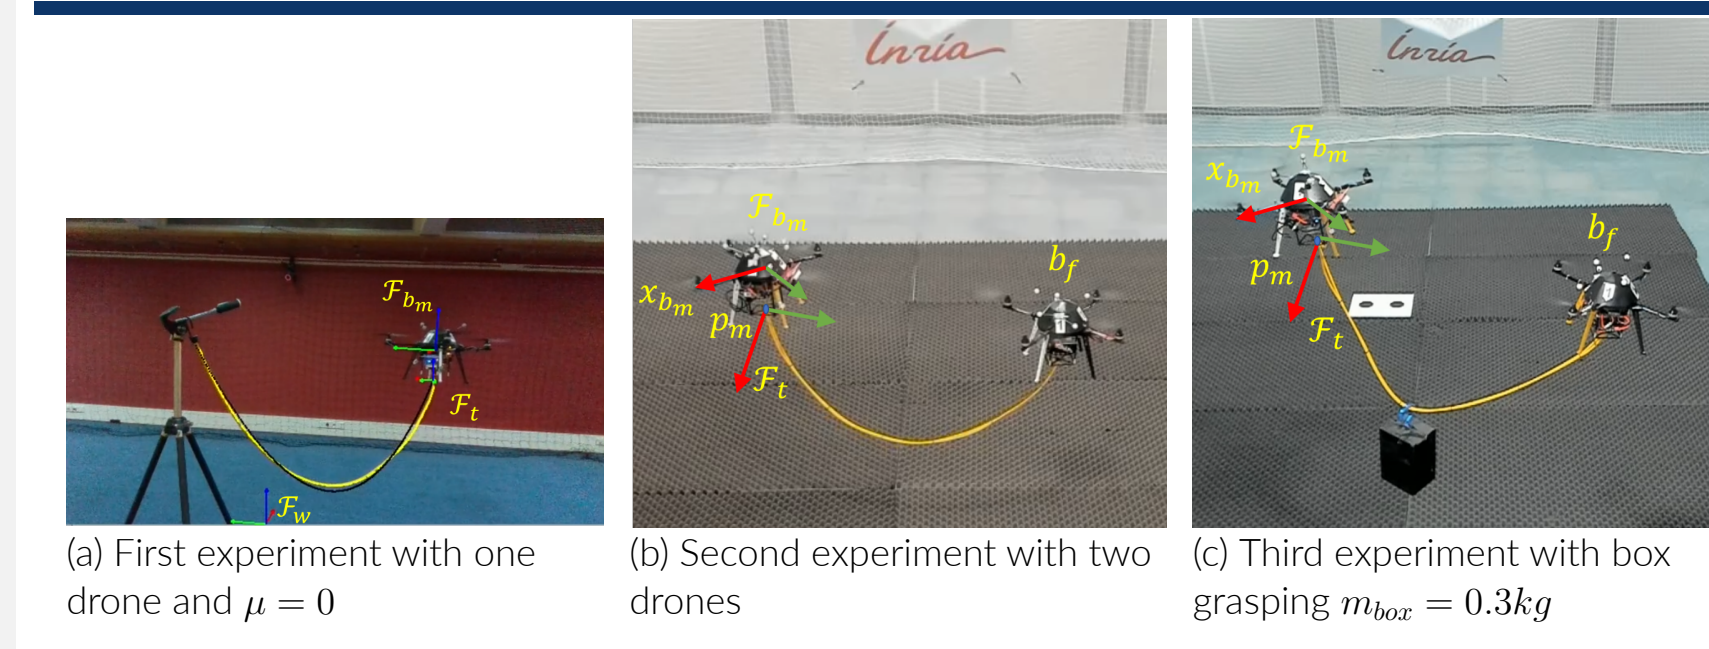 Inria
Inria
F_{b_m}
x_{b_m}
p_m
F_t
b_f
F_{b_m}
x_{b_m}
p_m
F_t
b_f
F_{b_m}
F_t
F_w
(a) First experiment with one
drone and μ = 0
(b) Second experiment with two
drones
(c) Third experiment with box
grasping m_{box} = 0.3kg